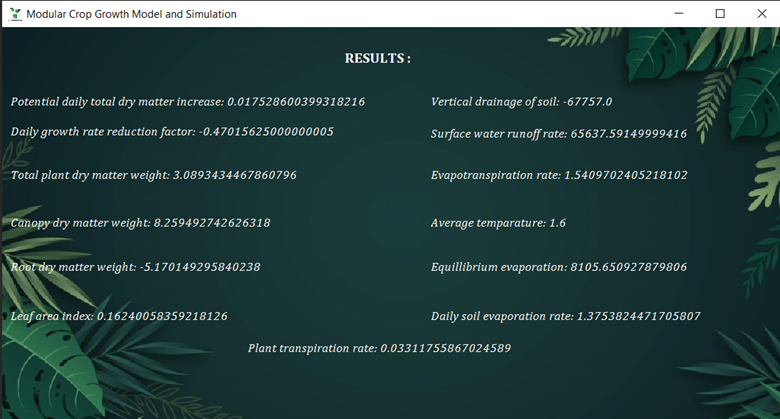 Modular Crop Growth Model and Simulation
RESULTS :
Potential daily total dry matter increase: 0.017528600399318216
Vertical drainage of soil: -67757.0
Daily growth rate reduction factor: -0.47015625000000005
Surface water runoff rate: 65637.59149999416
Total plant dry matter weight: 3.0893434467860796
Evapotranspiration rate: 1.5409702405218102
Canopy dry matter weight: 8.259492742626318
Average temparature: 1.6
Root dry matter weight: -5.170149295840238
Equillibrium evaporation: 8105.650927879806
Leaf area index: 0.16240058359218126
Daily soil evaporation rate: 1.3753824471705807
Plant transpiration rate: 0.03311755867024589